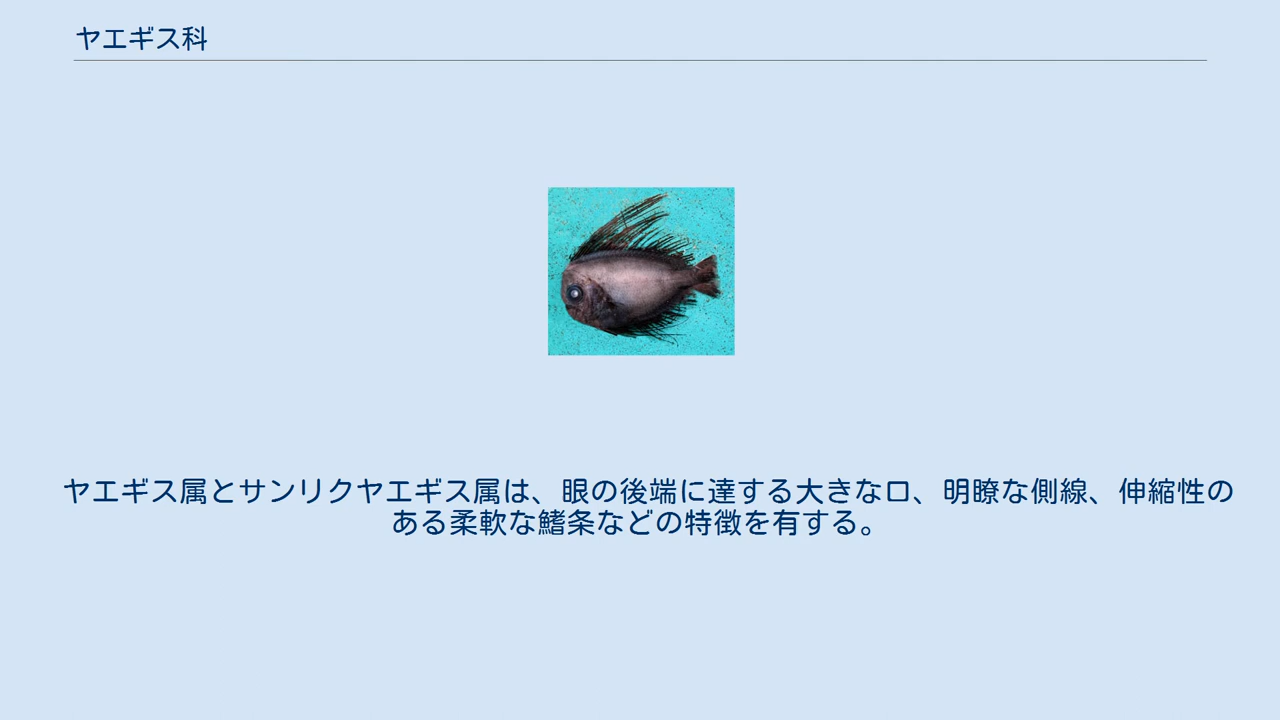 ヤエギス科
ヤエギス属とサンリクヤエギス属は、眼の後端に達する大きな口、明瞭な側線、伸縮性の
ある柔軟な鰭条などの特徴を有する。